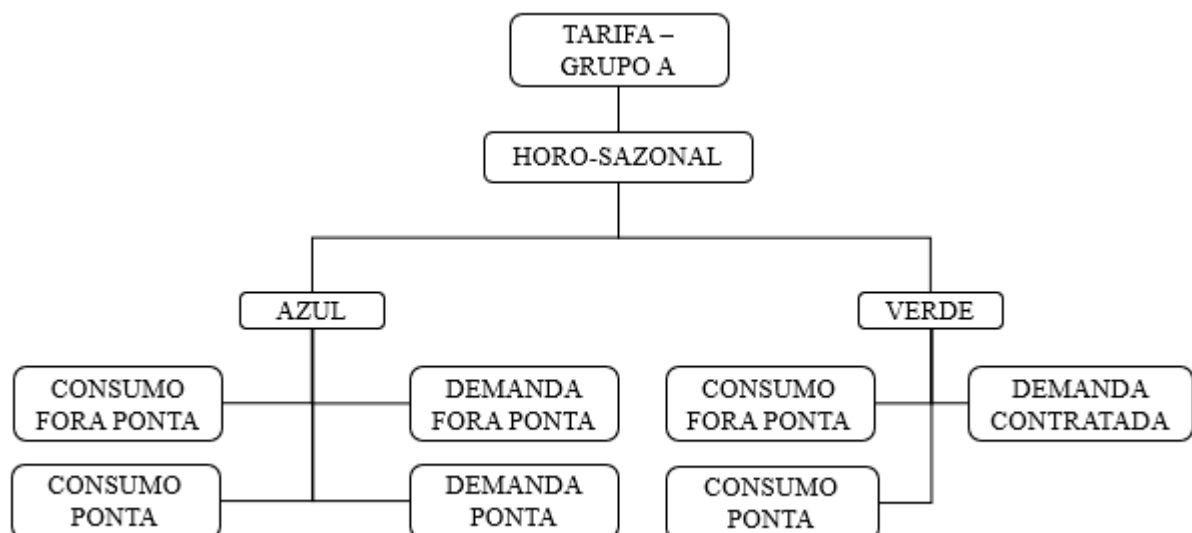 TARIFA –
GRUPO A
HORO-SAZONAL
AZUL
VERDE
CONSUMO
FORA PONTA
DEMANDA
FORA PONTA
CONSUMO
FORA PONTA
DEMANDA
CONTRATADA
CONSUMO
PONTA
DEMANDA
PONTA
CONSUMO
PONTA